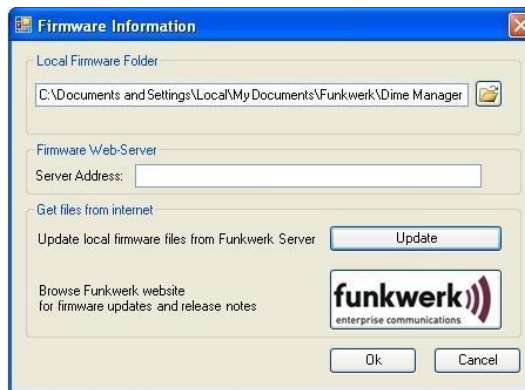 Firmware Information
Local Firmware Folder
C:\Documents and Settings\Local\My Documents\Funkwerk\Dime Manager
Firmware Web-Server
Server Address:
Get files from internet
Update local firmware files from Funkwerk Server
Update
Browse Funkwerk website
for firmware updates and release notes
funkwerk
enterprise communications
Ok
Cancel